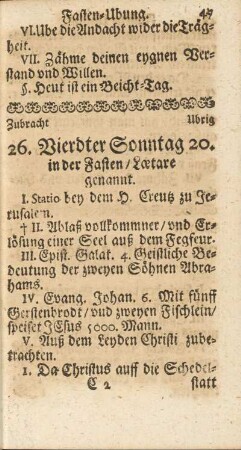 Fasten-Ubung. 47
VI. Ube die Andacht wider die Träg-
heit.
VII. Zähme deinen eygnen Ver-
stand vnd Willen.
§. Heut ist ein Beicht-Tag.
Zubracht Ubrig
26. Vierdter Sonntag 20.
in der Fasten / Lætare
genannt.
I. Statio bey dem H. Creutz zu Je-
rusalem.
† II. Ablaß vollkommner / vnd Er-
lösung einer Seel auß dem Fegfeur.
III. Epist. Galat. 4. Geistliche Be-
deutung der zweyen Söhnen Abra-
hams.
IV. Evang. Johan. 6. Mit fünff
Gerstenbrodt / vnd zweyen Fischlein /
speiset JEsus 5000. Mann.
V. Auß dem Leyden Christi zube-
trachten.
1. Da Christus auff die Schedel-
C 2 statt